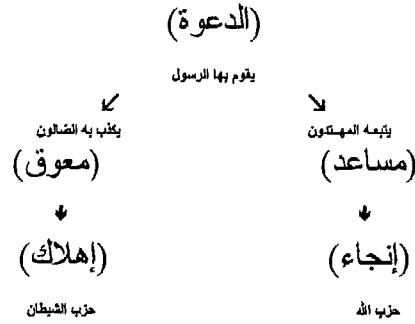 (الدعوة)
يقوم بها الرسول
يتبعه المهتدون
يكذب به الضالون
(مساعد)
(معوق)
(إنجاء)
(إهلاك)
حزب الله
حزب الشيطان